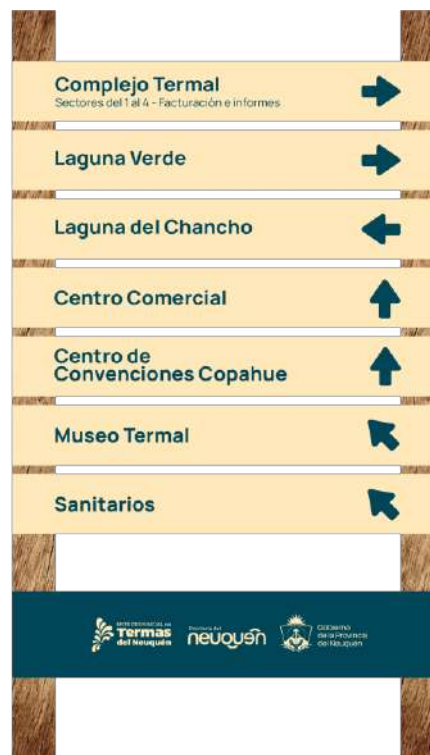 Complejo Termal
Sectores del 1 al 4 - Facturación e informes
Laguna Verde
Laguna del Chancho
Centro Comercial
Centro de
Convenciones Copahue
Museo Termal
Sanitarios
Termas
del Neuquén
neuquén
Gobierno
de la Provincia
del Neuquén